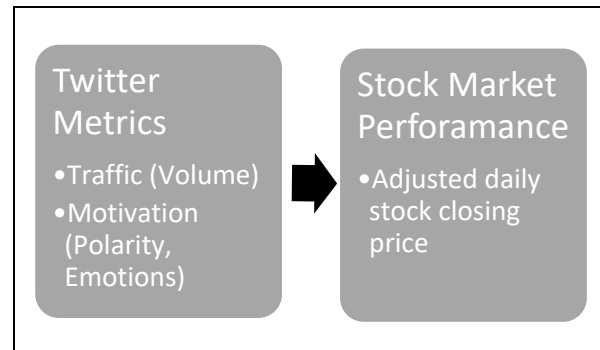 Twitter
Metrics
•Traffic (Volume)
•Motivation
(Polarity,
Emotions)
Stock Market
Perforamance
•Adjusted daily
stock closing
price